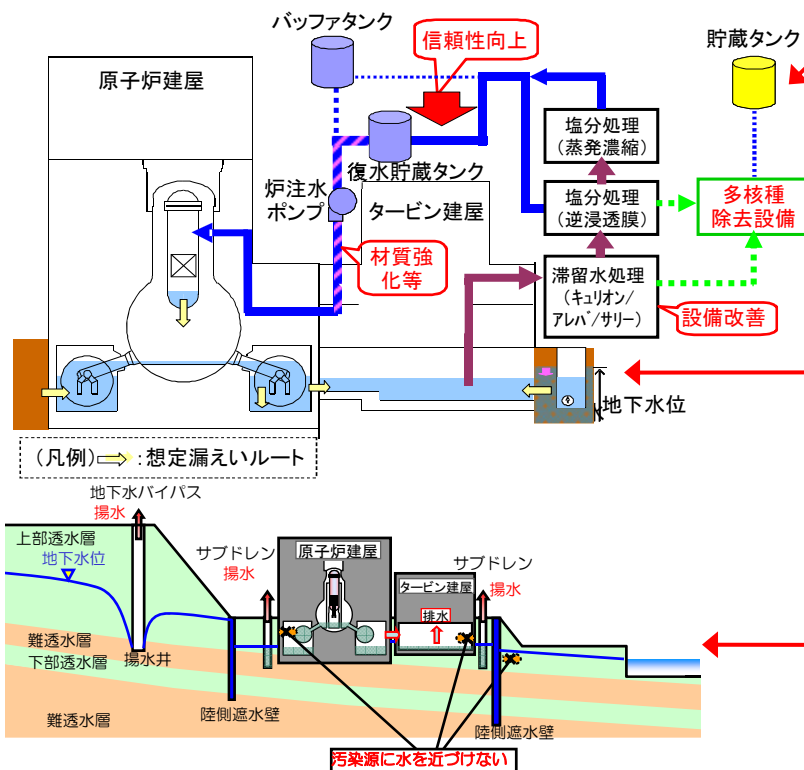 バッファタンク
信頼性向上
貯蔵タンク
原子炉建屋
塩分処理
(蒸発濃縮)
復水貯蔵タンク
炉注水
ポンプ
タービン建屋
塩分処理
(逆浸透膜)
多核種
除去設備
材質強
化等
滞留水処理
(キュリオン/
アレバ/サリー)
設備改善
地下水位
(凡例) :想定漏えいルート
地下水バイパス
揚水
上部透水層
地下水位
サブドレン
揚水
原子炉建屋
サブドレン
揚水
タービン建屋
排水
難透水層
下部透水層
揚水井
難透水層
陸側遮水壁
陸側遮水壁
汚染源に水を近づけない